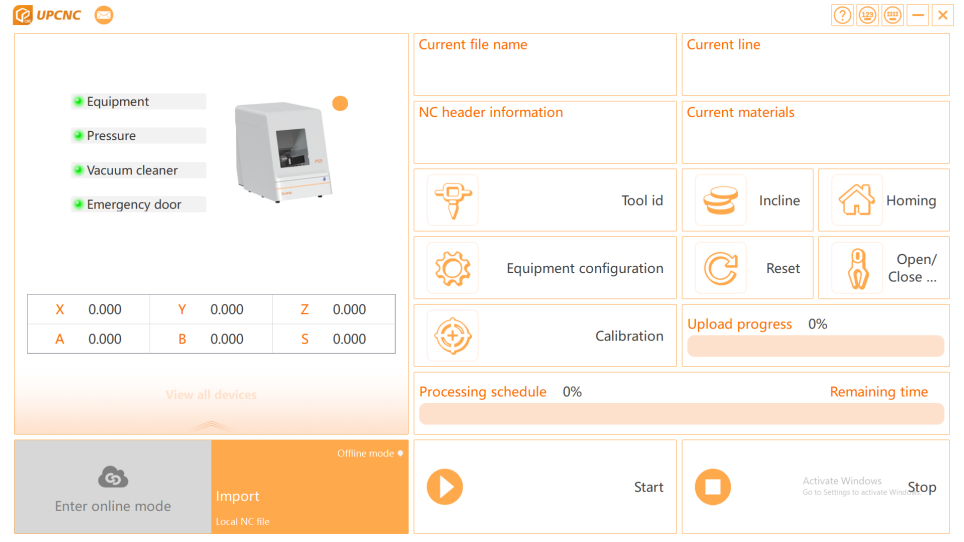 UPCNC
123
Equipment
Pressure
Vacuum cleaner
Emergency door
X 0.000 Y 0.000 Z 0.000
A 0.000 B 0.000 S 0.000
View all devices
Enter online mode
Offline mode
Import
Local NC file
Current file name
Current line
NC header information
Current materials
Tool id
Incline
Homing
Equipment configuration
Reset
Open/
Close ...
Calibration
Upload progress 0%
Processing schedule 0% Remaining time
Start
Stop
Activate Windows
Go to Settings to activate Windows.